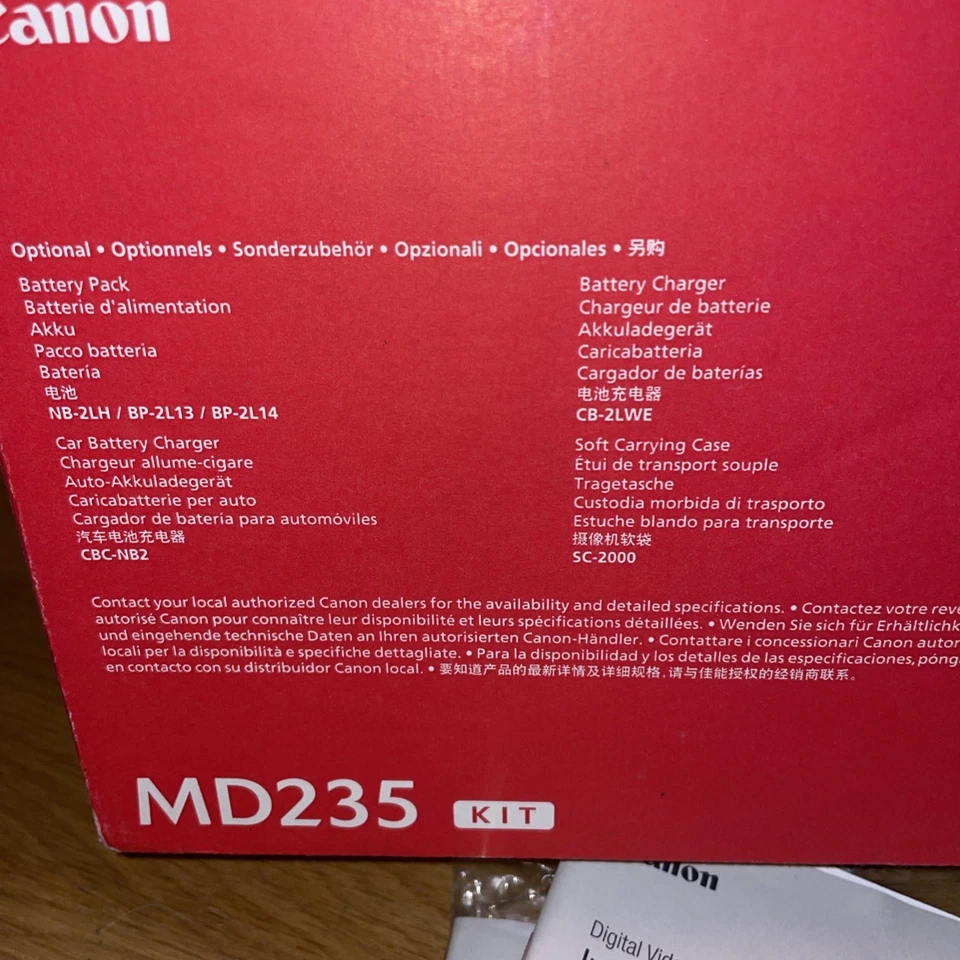 Canon
Optional • Optionnels • Sonderzubehör • Opzionali • Opcionales • 另购
Battery Pack
Batterie d'alimentation
Akku
Pacco batteria
Bateria
电池
NB-2LH / BP-2L13 / BP-2L14
Battery Charger
Chargeur de batterie
Akkuladegerät
Caricabatteria
Cargador de baterías
电池充电器
CB-2LWE
Car Battery Charger
Chargeur allume-cigare
Auto-Akkuladegerät
Caricabatterie per auto
Cargador de batería para automóviles
汽车电池充电器
CBC-NB2
Soft Carrying Case
Étui de transport souple
Tragetasche
Custodia morbida di trasporto
Estuche blando para transporte
摄像机软袋
SC-2000
Contact your local authorized Canon dealers for the availability and detailed specifications. • Contactez votre
autorisé Canon pour connaître leur disponibilité et leurs spécifications détaillées. • Wenden Sie sich für
und eingehende technische Daten an Ihren autorisierten Canon-Händler. • Contattare i concessionari Canon
locali per la disponibilità e specifiche dettagliate. • Para la disponibilidad y los detalles de las especificaciones,
en contacto con su distribuidor Canon local. • 要知道产品的最新详情及详细规格,请与佳能授权的经销商联系。
MD235 KIT
Canon
Digital